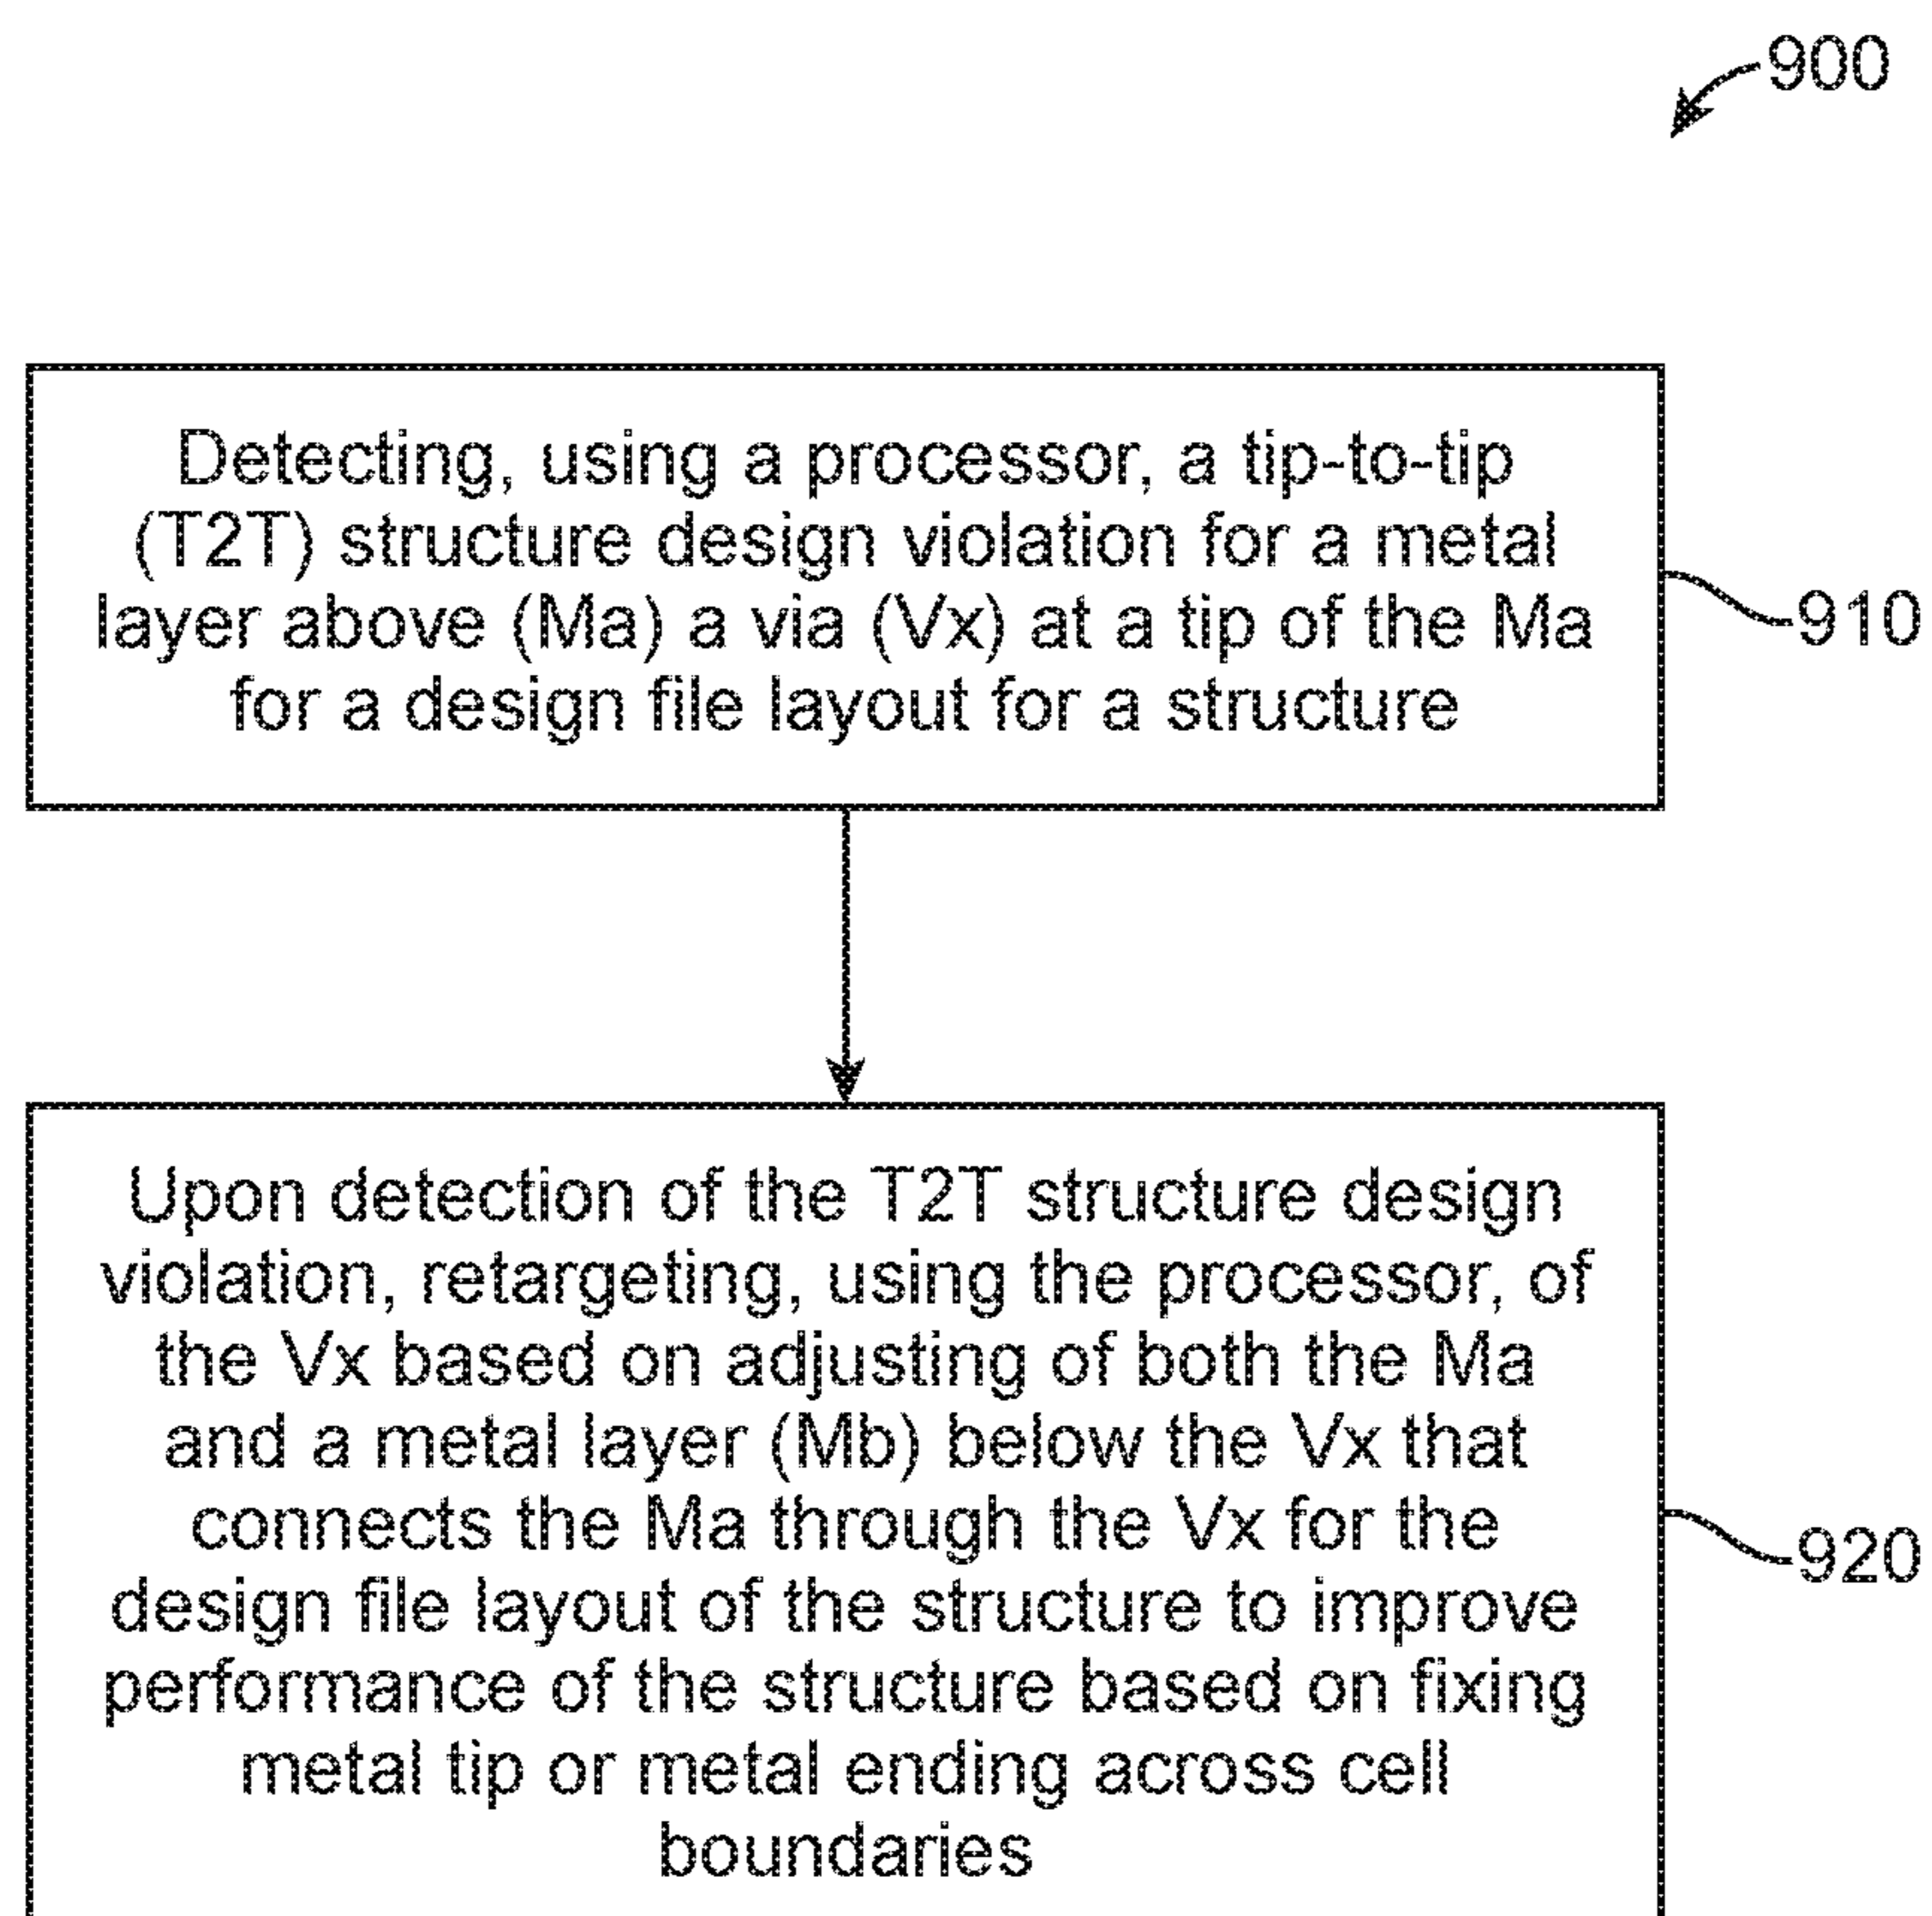 900
Detecting, using a processor, a tip-to-tip
(T2T) structure design violation for a metal
layer above (Ma) a via (Vx) at a tip of the Ma
for a design file layout for a structure
910
Upon detection of the T2T structure design
violation, retargeting, using the processor, of
the Vx based on adjusting of both the Ma
and a metal layer (Mb) below the Vx that
connects the Ma through the Vx for the
design file layout of the structure to improve
performance of the structure based on fixing
metal tip or metal ending across cell
boundaries
920